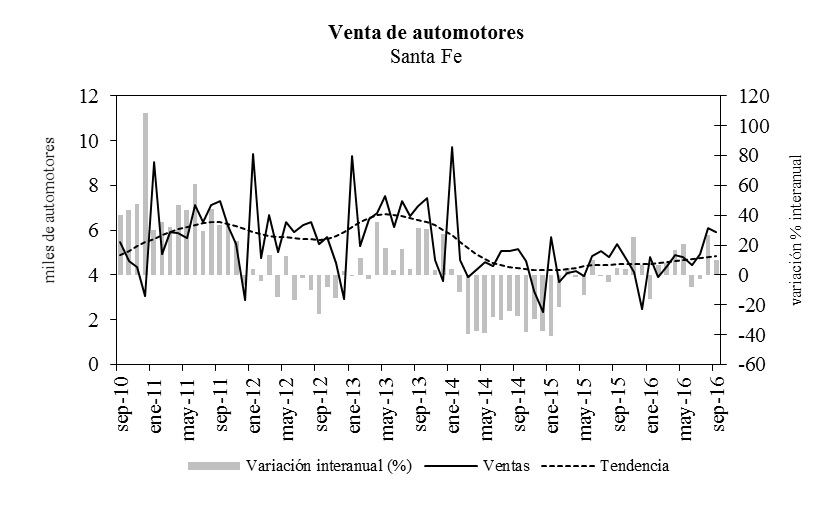 Venta de automotores
Santa Fe
miles de automotores
12
10
8
6
4
2
0
120
100
80
60
40
20
0
-20
-40
-60
variación % interanual
sep-10
ene-11
may-11
sep-11
ene-12
may-12
sep-12
ene-13
may-13
sep-13
ene-14
may-14
sep-14
ene-15
may-15
sep-15
ene-16
may-16
sep-16
Variación interanual (%) Ventas Tendencia